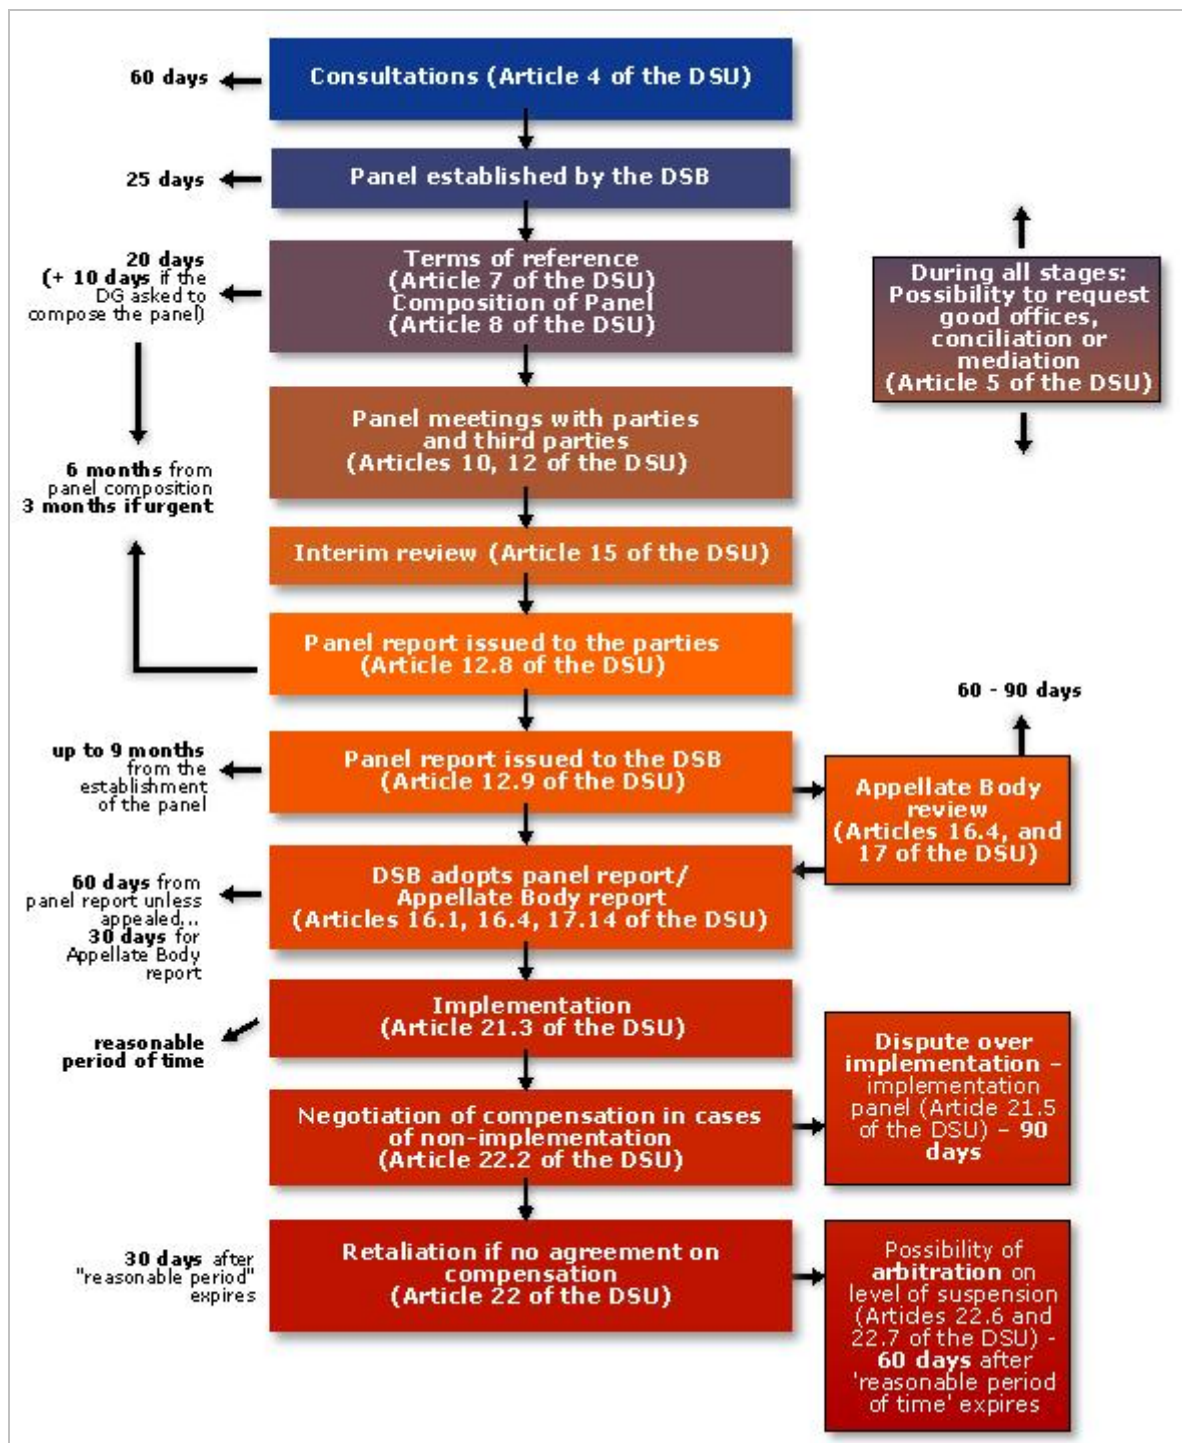 60 days
Consultations (Article 4 of the DSU)
25 days
Panel established by the DSB
20 days
(+ 10 days if the
DG asked to
compose the panel)
Terms of reference
(Article 7 of the DSU)
Composition of Panel
(Article 8 of the DSU)
During all stages:
Possibility to request
good offices,
conciliation or
mediation
(Article 5 of the DSU)
Panel meetings with parties
and third parties
(Articles 10, 12 of the DSU)
6 months from
panel composition
3 months if urgent
Interim review (Article 15 of the DSU)
Panel report issued to the parties
(Article 12.8 of the DSU)
60 - 90 days
up to 9 months
from the
establishment
of the panel
Panel report issued to the DSB
(Article 12.9 of the DSU)
Appellate Body
review
(Articles 16.4, and
17 of the DSU)
60 days from
panel report unless
appealed...
30 days for
Appellate Body
report
DSB adopts panel report/
Appellate Body report
(Articles 16.1, 16.4, 17.14 of the DSU)
reasonable
period of time
Implementation
(Article 21.3 of the DSU)
Dispute over
implementation –
implementation
panel (Article 21.5
of the DSU) – 90
days
Negotiation of compensation in cases
of non-implementation
(Article 22.2 of the DSU)
30 days after
"reasonable period"
expires
Retaliation if no agreement on
compensation
(Article 22 of the DSU)
Possibility of
arbitration on
level of suspension
(Articles 22.6 and
22.7 of the DSU) -
60 days after
'reasonable period
of time' expires